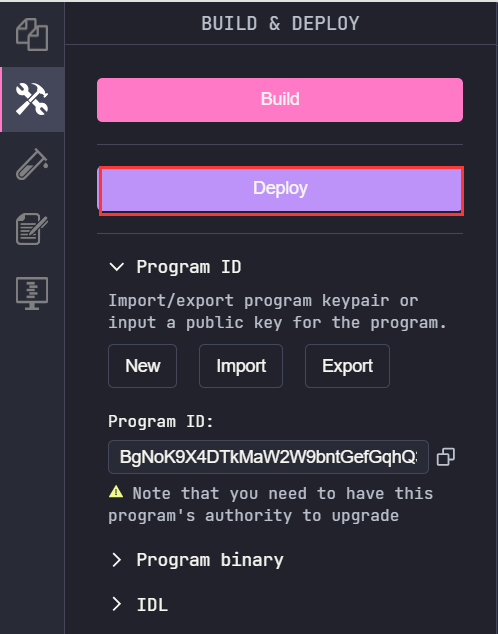 BUILD & DEPLOY
Build
Deploy
Program ID
Import/export program keypair or
input a public key for the program.
New Import Export
Program ID:
BgNoK9X4DTkMaW2W9bntGefGqhQ
Note that you need to have this
program's authority to upgrade
Program binary
IDL